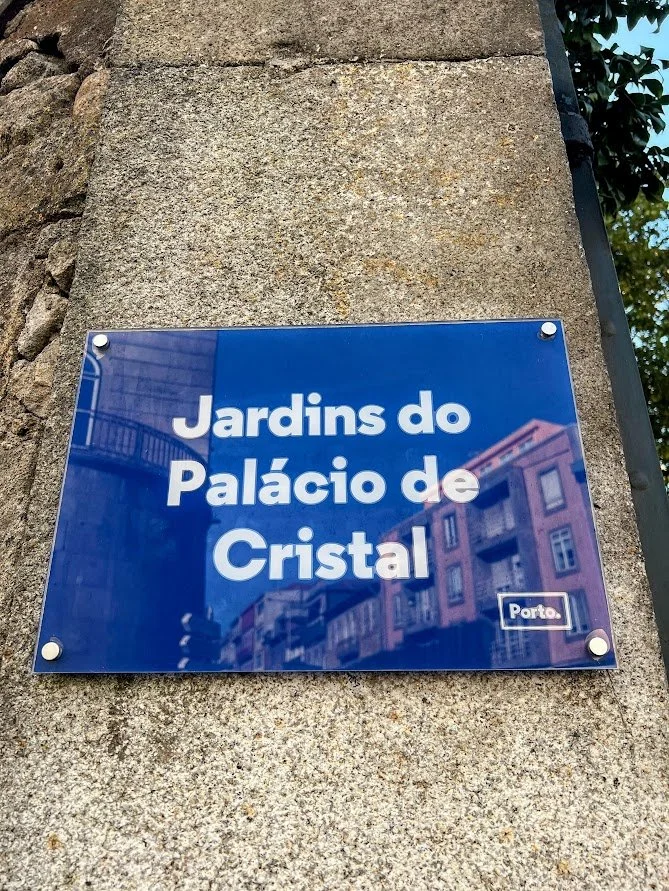 Jardins do
Palácio de
Cristal
Porto.